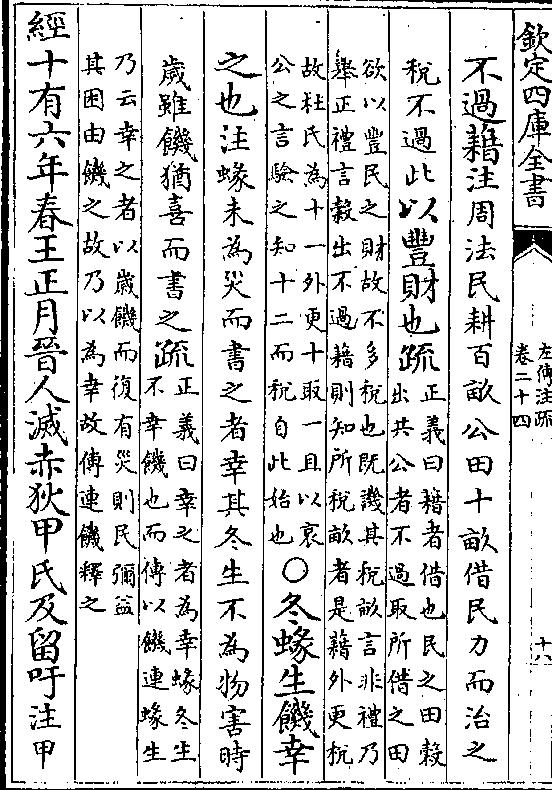 欽定四庫全書
左傳注疏
卷二十四
十八
不過藉注周法民耕百畝公田十畝借民力而治之
税不過此以豐財也疏
正義曰藉者借也民之田穀
出共公者不過取所借之田
欲以豐民之財故不多税也既譏其税畝言非禮乃
舉正禮言穀出不過藉則知所税畝者是藉外更税
故杜氏為十一外更十取一且以哀
公之言驗之知十二而税自此始也
○冬蝝生饑幸
之也注蝝未為災而書之者幸其冬生不為物害時
歲雖饑猶喜而書之疏
正義曰幸之者為幸蝝冬生
不幸饑也而傳以饑連蝝生
乃云幸之者以歲饑而復有災則民彌益
其困由饑之故乃以為幸故傳連饑釋之
經十有六年春王正月晉人滅赤狄甲氏及留吁注甲